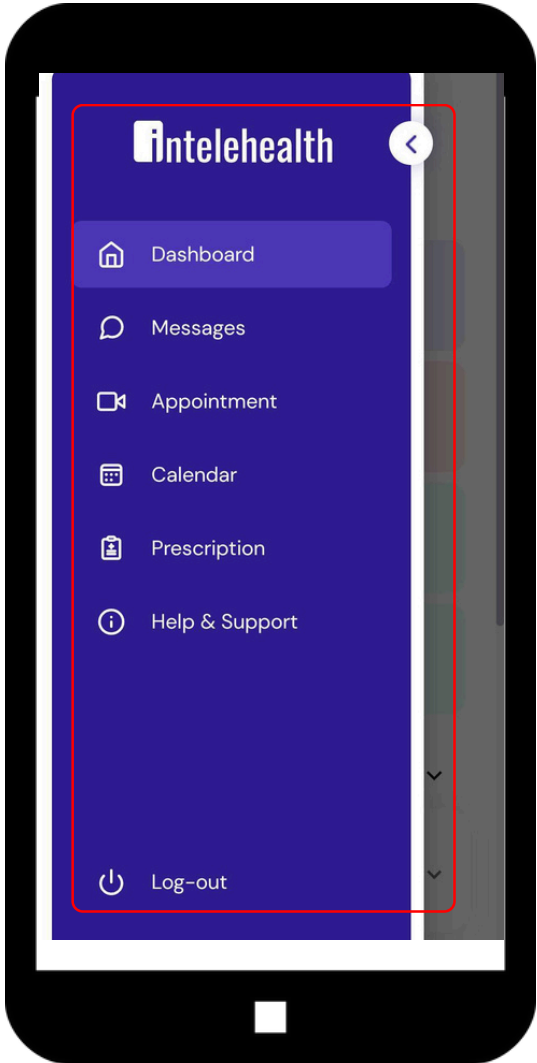 intelehealth
Dashboard
Messages
Appointment
Calendar
Prescription
Help & Support
Log-out